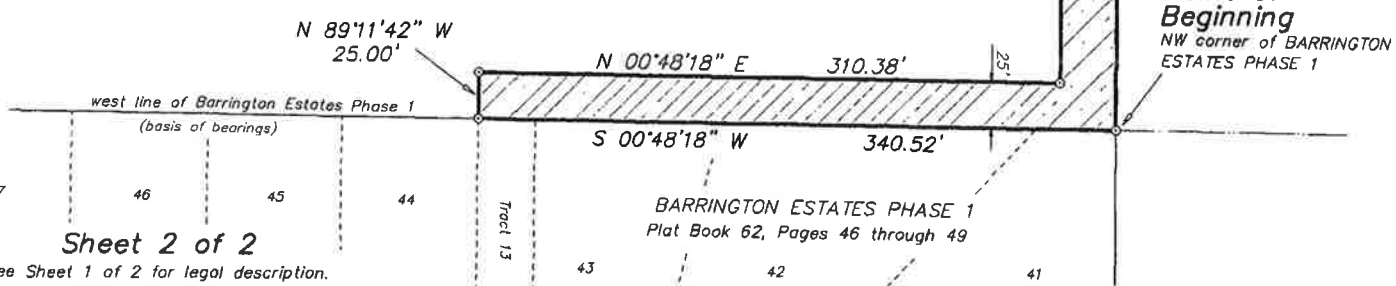 Beginning
NW corner of BARRINGTON
ESTATES PHASE 1
N 89°11'42" W
25.00'
N 00°48'18" E 310.38'
25'
west line of Barrington Estates Phase 1
(basis of bearings)
S 00°48'18" W 340.52'
46
45
44
Tract 13
BARRINGTON ESTATES PHASE 1
Plat Book 62, Pages 46 through 49
43
42
41
Sheet 2 of 2
ee Sheet 1 of 2 for legal description.